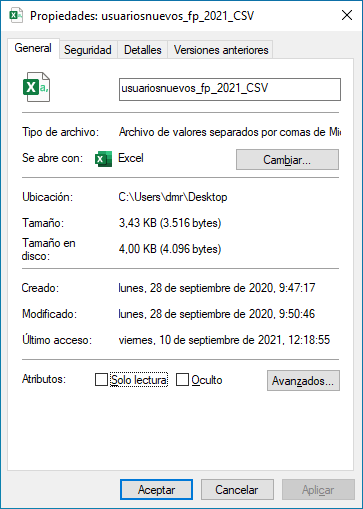 Propiedades: usuariosnuevos_fp_2021_CSV
General Seguridad Detalles Versiones anteriores
usuariosnuevos_fp_2021_CSV
Tipo de archivo: Archivo de valores separados por comas de Mi
Se abre con: Excel Cambiar...
Ubicación: C:\Users\dmr\Desktop
Tamaño: 3,43 KB (3.516 bytes)
Tamaño en
disco: 4,00 KB (4.096 bytes)
Creado: lunes, 28 de septiembre de 2020, 9:47:17
Modificado: lunes, 28 de septiembre de 2020, 9:50:46
Último acceso: viernes, 10 de septiembre de 2021, 12:18:55
Atributos: Solo lectura Oculto Avanzados...
Aceptar Cancelar Aplicar